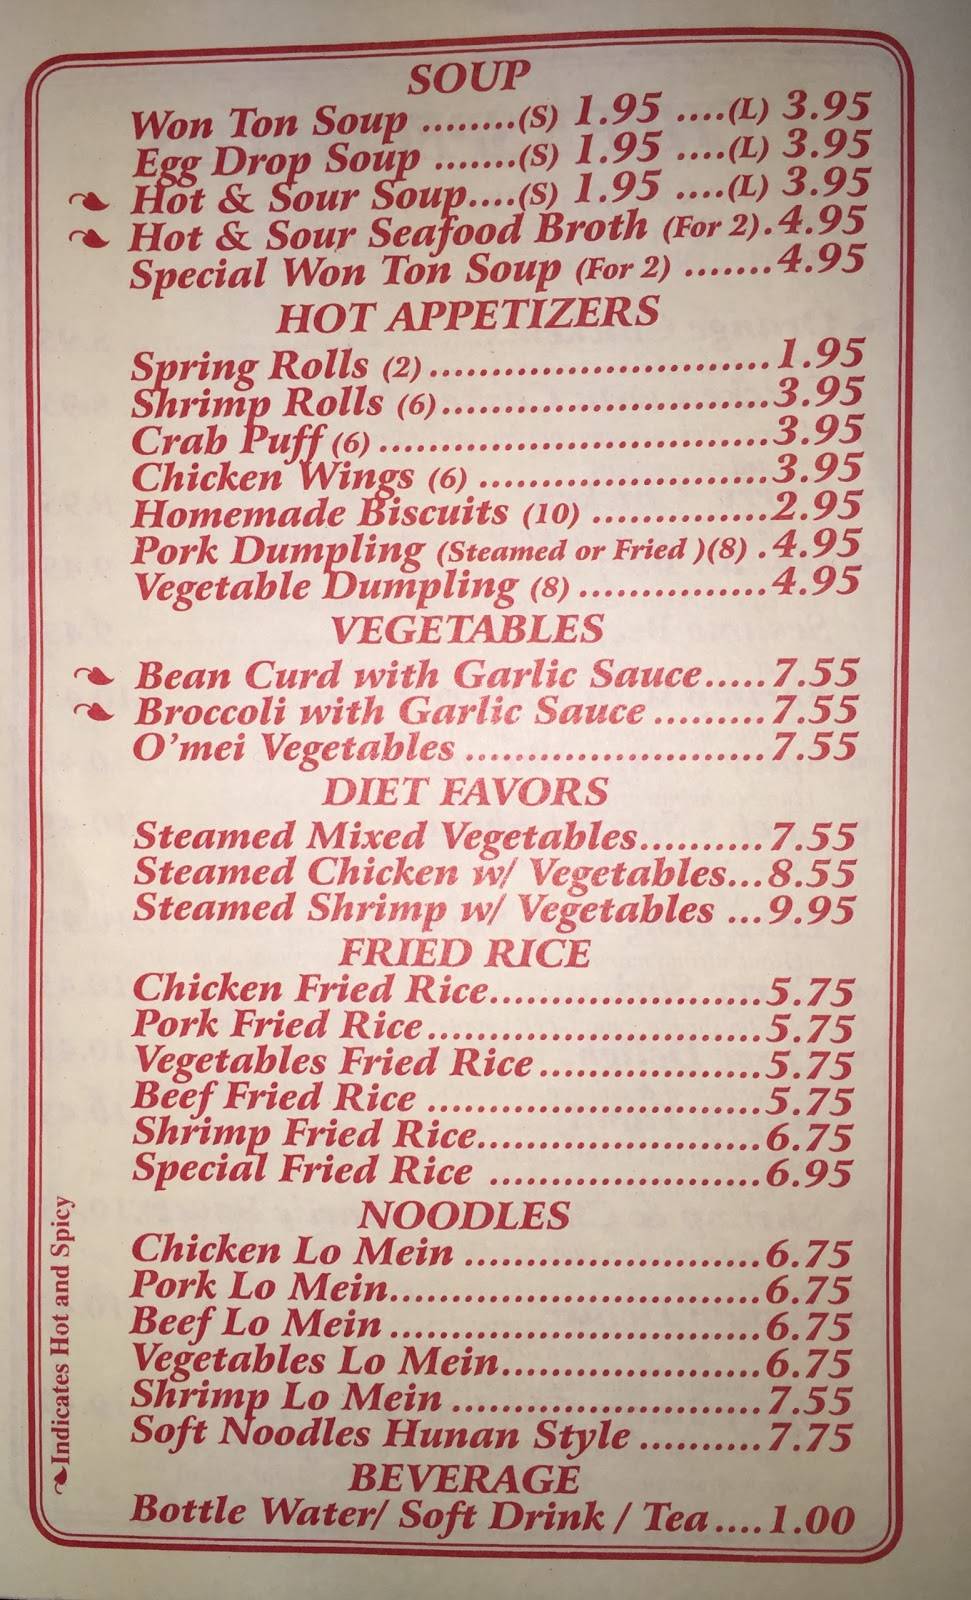 SOUP
Won Ton Soup ........(S) 1.95 ....(L) 3.95
Egg Drop Soup .......(S) 1.95 ....(L) 3.95
Hot & Sour Soup....(S) 1.95 ....(L) 3.95
Hot & Sour Seafood Broth (For 2).4.95
Special Won Ton Soup (For 2) .......4.95
HOT APPETIZERS
Spring Rolls (2)............................1.95
Shrimp Rolls (6)...........................3.95
Crab Puff (6)................................3.95
Chicken Wings (6) ........................3.95
Homemade Biscuits (10) ..............2.95
Pork Dumpling (Steamed or Fried )(8) .4.95
Vegetable Dumpling (8) ...............4.95
VEGETABLES
Bean Curd with Garlic Sauce.....7.55
Broccoli with Garlic Sauce .........7.55
O'mei Vegetables ........................7.55
DIET FAVORS
Steamed Mixed Vegetables..........7.55
Steamed Chicken w/ Vegetables...8.55
Steamed Shrimp w/ Vegetables ...9.95
FRIED RICE
Chicken Fried Rice......................5.75
Pork Fried Rice...........................5.75
Vegetables Fried Rice..................5.75
Beef Fried Rice ...........................5.75
Shrimp Fried Rice.......................6.75
Special Fried Rice ......................6.95
NOODLES
Chicken Lo Mein ........................6.75
Pork Lo Mein..............................6.75
Beef Lo Mein ..............................6.75
Vegetables Lo Mein.....................6.75
Shrimp Lo Mein .........................7.55
Soft Noodles Hunan Style ..........7.75
BEVERAGE
Bottle Water/ Soft Drink / Tea....1.00
Indicates Hot and Spicy